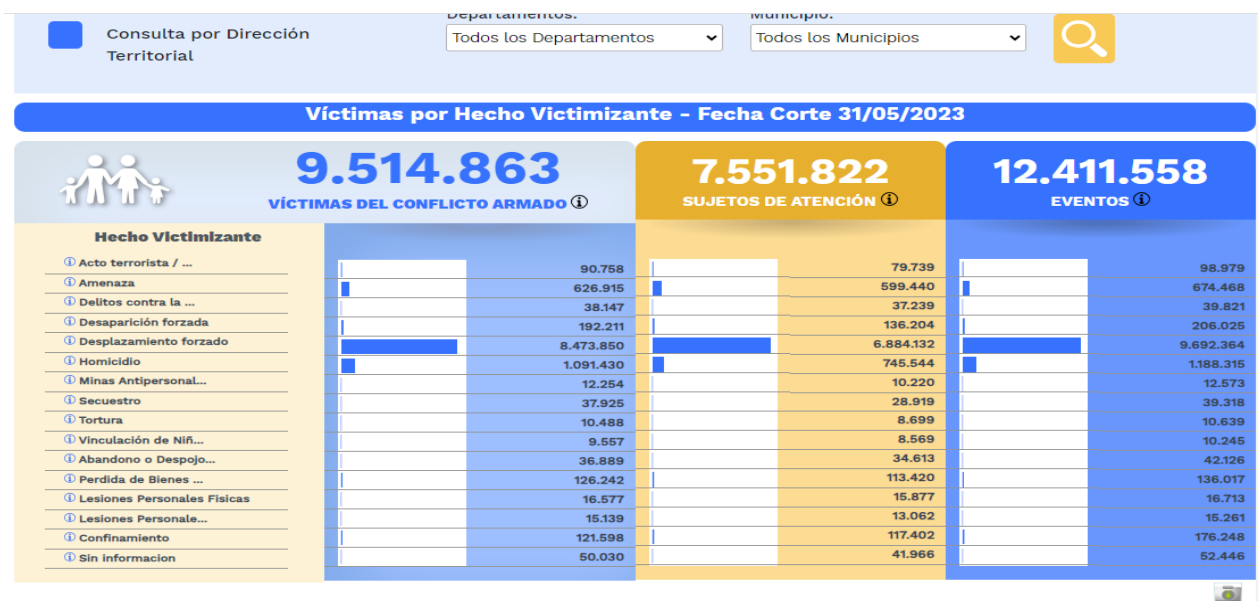 Departamentos:
Municipio:
Consulta por Dirección
Territorial
Todos los Departamentos
Todos los Municipios
Víctimas por Hecho Victimizante - Fecha Corte 31/05/2023
9.514.863
VÍCTIMAS DEL CONFLICTO ARMADO
7.551.822
SUJETOS DE ATENCIÓN
12.411.558
EVENTOS
Hecho Victimizante
Acto terrorista / ... 90.758 79.739 98.979
Amenaza 626.915 599.440 674.468
Delitos contra la ... 38.147 37.239 39.821
Desaparición forzada 192.211 136.204 206.025
Desplazamiento forzado 8.473.850 6.884.132 9.692.364
Homicidio 1.091.430 745.544 1.188.315
Minas Antipersonal... 12.254 10.220 12.573
Secuestro 37.925 28.919 39.318
Tortura 10.488 8.699 10.639
Vinculación de Niñ... 9.557 8.569 10.245
Abandono o Despojo... 36.889 34.613 42.126
Perdida de Bienes ... 126.242 113.420 136.017
Lesiones Personales Fisicas 16.577 15.877 16.713
Lesiones Personale... 15.139 13.062 15.261
Confinamiento 121.598 117.402 176.248
Sin informacion 50.030 41.966 52.446